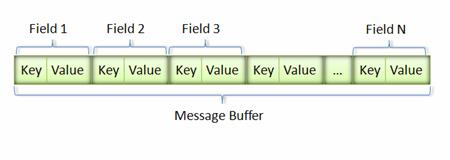 Field 1 Field 2 Field 3 Field N
Key Value Key Value Key Value Key Value ... Key Value
Message Buffer